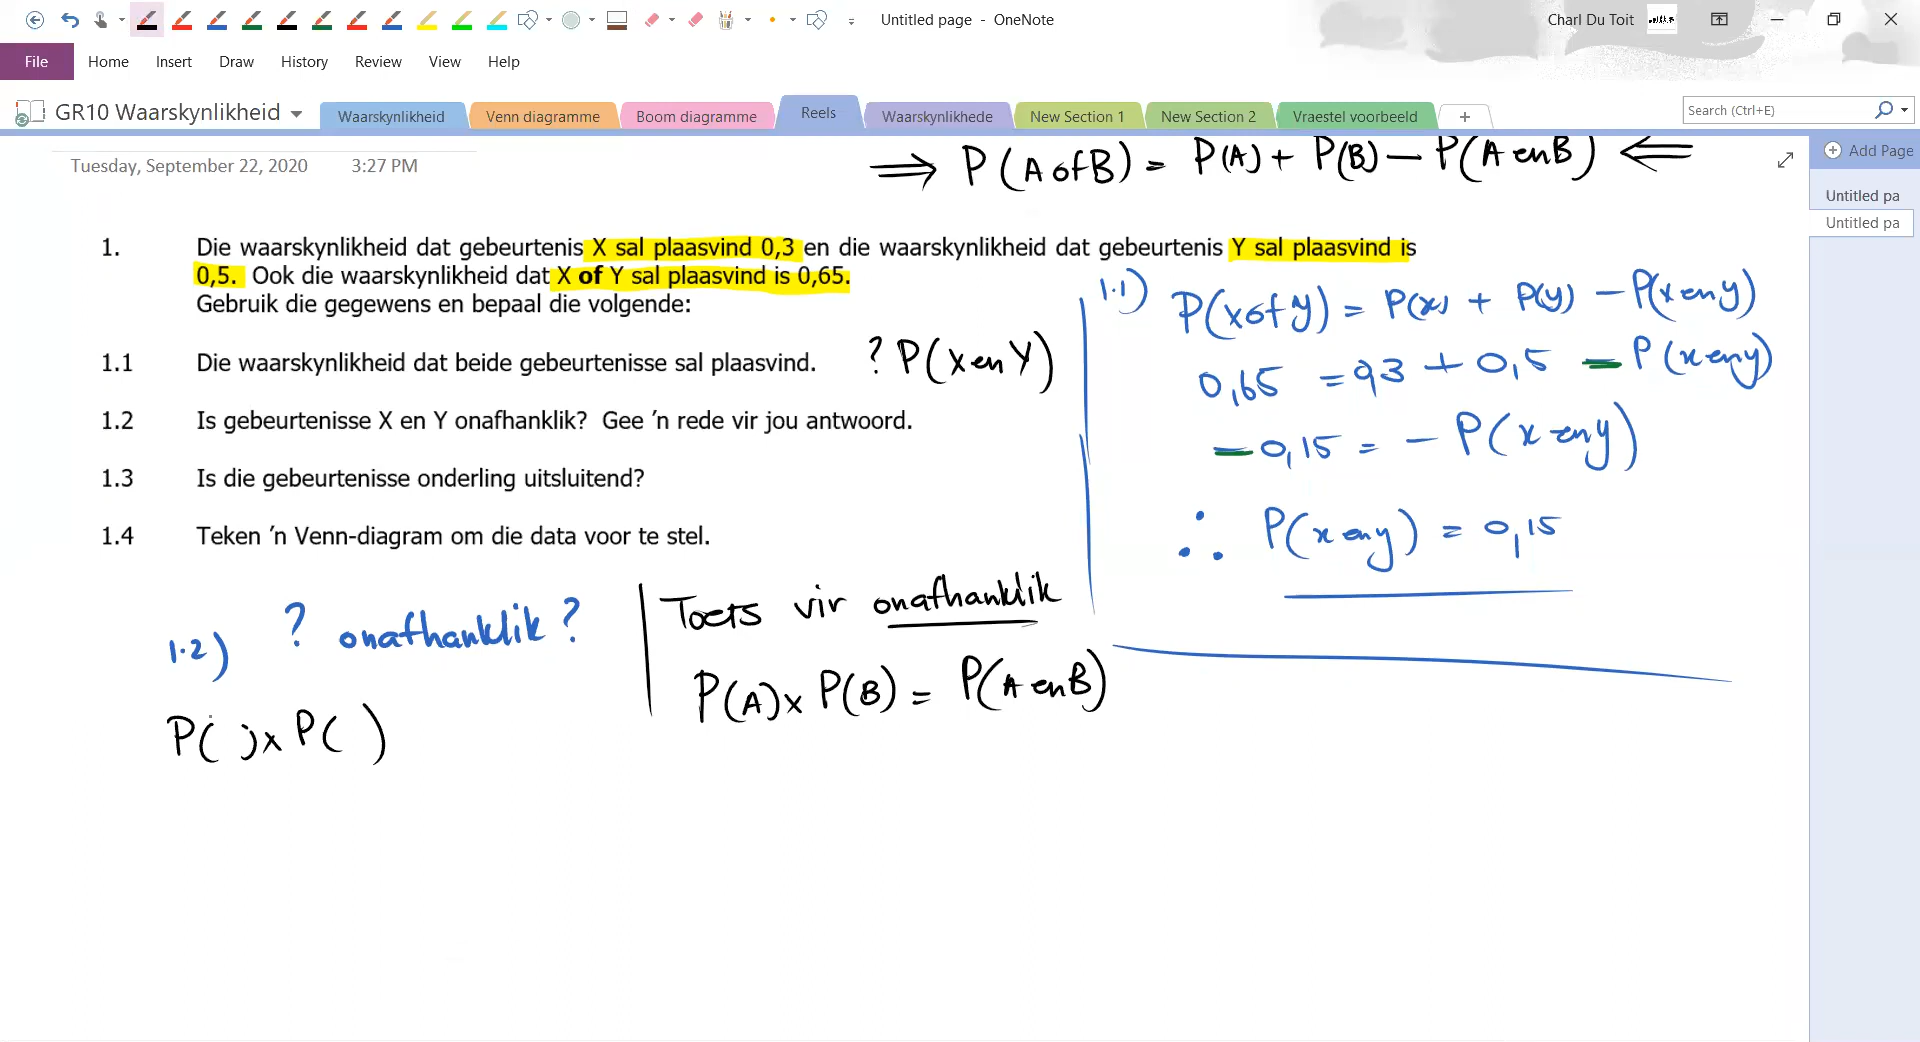 Untitled page - OneNote
Charl Du Toit
File Home Insert Draw History Review View Help
GR10 Waarskynlikheid
Waarskynlikheid Venn diagramme Boom diagramme Reels Waarskynlikhede New Section 1 New Section 2 Vraestel voorbeeld +
Search (Ctrl+E)
Tuesday, September 22, 2020 3:27 PM
Add Page
Untitled pa
Untitled pa
⇒ P(A of B) = P(A) + P(B) − P(A en B) ⇐
1. Die waarskynlikheid dat gebeurtenis X sal plaasvind 0,3 en die waarskynlikheid dat gebeurtenis Y sal plaasvind is
0,5. Ook die waarskynlikheid dat X of Y sal plaasvind is 0,65.
Gebruik die gegewens en bepaal die volgende:
1.1 Die waarskynlikheid dat beide gebeurtenisse sal plaasvind. ? P(X en Y)
1.2 Is gebeurtenisse X en Y onafhanklik? Gee ’n rede vir jou antwoord.
1.3 Is die gebeurtenisse onderling uitsluitend?
1.4 Teken ’n Venn-diagram om die data voor te stel.
1.1) P(x of y) = P(x) + P(y) − P(x en y)
0,65 = 0,3 + 0,5 − P(x en y)
− 0,15 = − P(x en y)
∴ P(x en y) = 0,15
1.2) ? onafhanklik ?
P( ) x P( )
Toets vir onafhanklik
P(A) x P(B) = P(A en B)